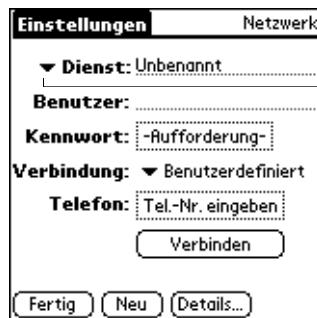 Einstellungen Netzwerk
Dienst: Unbenannt
Benutzer:
Kennwort: -Aufforderung-
Verbindung: Benutzerdefiniert
Telefon: Tel.-Nr. eingeben
Verbinden
Fertig Neu Details...